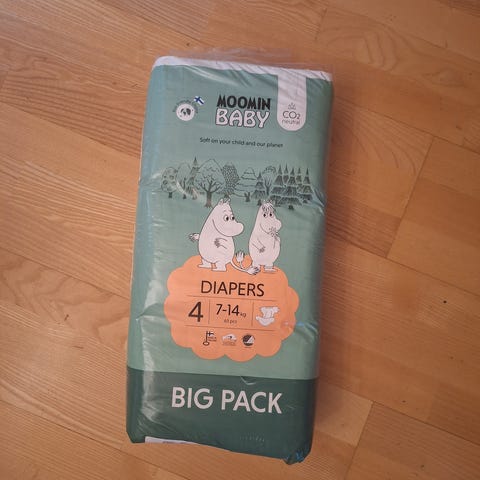 MOOMIN
BABY
CO2
neutral
Soft on your child and our planet
DIAPERS
4
7-14 kg
BIG PACK